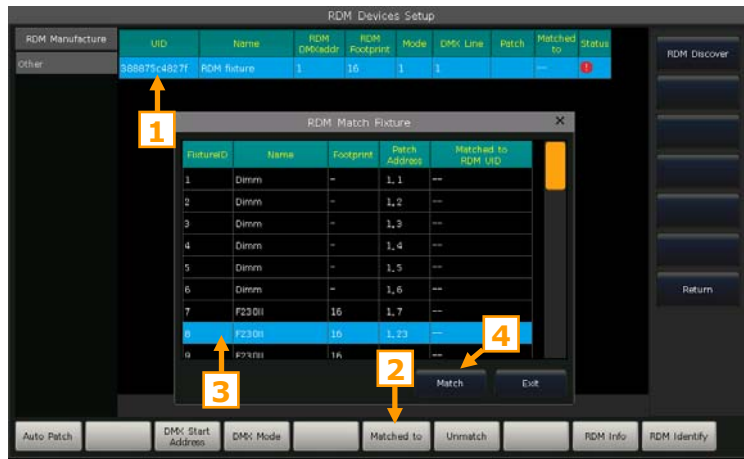 RDM Devices Setup
RDM Manufacture
Other
UID Name RDM DMXaddr RDM Footprint Mode DMX Line Patch Matched to Status
388875c4827f RDM fixture 1 16 1 1 --
RDM Discover
Return
1
RDM Match Fixture
FixtureID Name Footprint Patch Address Matched to RDM UID
1 Dimm - 1,1 --
2 Dimm - 1,2 --
3 Dimm - 1,3 --
4 Dimm - 1,4 --
5 Dimm - 1,5 --
6 Dimm - 1,6 --
7 F230II 16 1,7 --
8 F230II 16 1,23 --
9 F230II 16 --
4
2
3
Match Exit
Auto Patch DMX Start Address DMX Mode Matched to Unmatch RDM Info RDM Identify